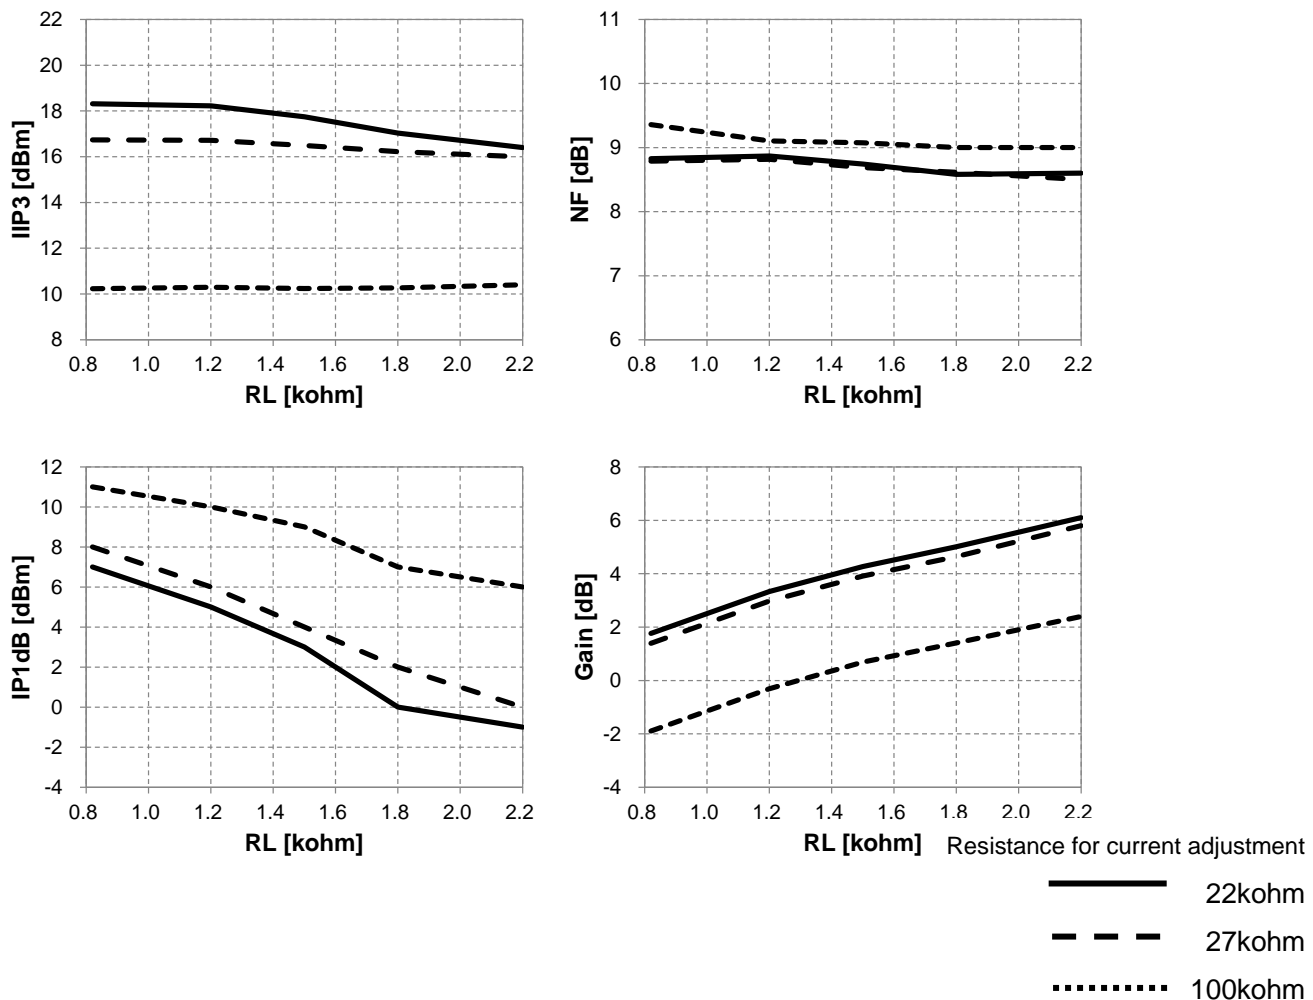 22
20
18
16
14
12
10
8
IIP3 [dBm]
0.8 1.0 1.2 1.4 1.6 1.8 2.0 2.2
RL [kohm]
11
10
9
8
7
6
NF [dB]
0.8 1.0 1.2 1.4 1.6 1.8 2.0 2.2
RL [kohm]
12
10
8
6
4
2
0
-2
-4
IP1dB [dBm]
0.8 1.0 1.2 1.4 1.6 1.8 2.0 2.2
RL [kohm]
8
6
4
2
0
-2
-4
Gain [dB]
0.8 1.0 1.2 1.4 1.6 1.8 2.0 2.2
RL [kohm]
Resistance for current adjustment
22kohm
27kohm
100kohm